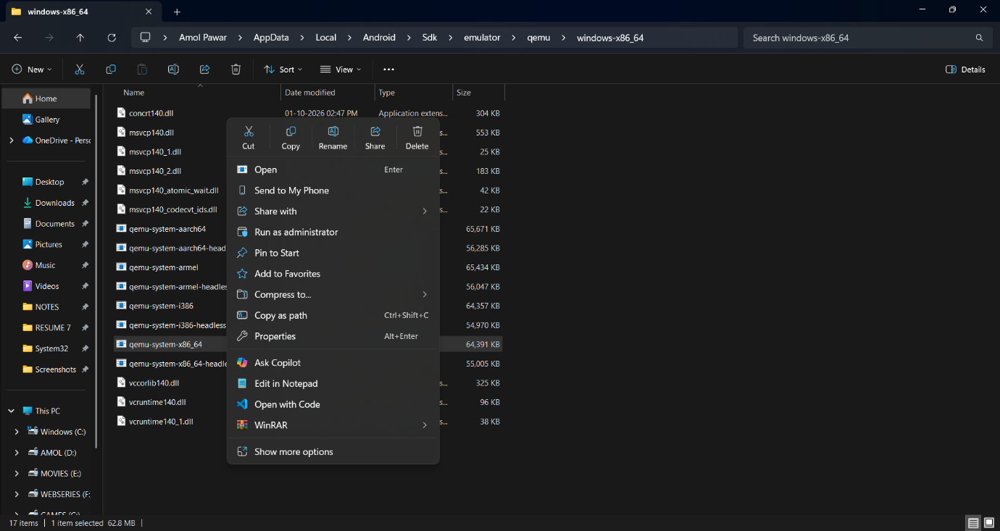 windows-x86_64
Amol Pawar > AppData > Local > Android > Sdk > emulator > qemu > windows-x86_64
Search windows-x86_64
New
Sort
View
Details
Home
Gallery
OneDrive - Pers
Desktop
Downloads
Documents
Pictures
Music
Videos
NOTES
RESUME 7
System32
Screenshots
This PC
Windows (C:)
AMOL (D:)
MOVIES (E:)
WEBSERIES (F:
GAMES (G:)
Name Date modified Type Size
concrt140.dll 01-10-2026 02:47 PM Application extens... 304 KB
msvcp140.dll s... 553 KB
msvcp140_1.dll s... 25 KB
msvcp140_2.dll s... 183 KB
msvcp140_atomic_wait.dll s... 42 KB
msvcp140_codecvt_ids.dll s... 22 KB
qemu-system-aarch64 65,671 KB
qemu-system-aarch64-head 56,285 KB
qemu-system-armel 65,434 KB
qemu-system-armel-headles 56,047 KB
qemu-system-i386 64,357 KB
qemu-system-i386-headless 54,970 KB
qemu-system-x86_64 64,391 KB
qemu-system-x86_64-headle 55,005 KB
vccorlib140.dll s... 325 KB
vcruntime140.dll s... 96 KB
vcruntime140_1.dll s... 38 KB
Cut Copy Rename Share Delete
Open Enter
Send to My Phone
Share with
Run as administrator
Pin to Start
Add to Favorites
Compress to...
Copy as path Ctrl+Shift+C
Properties Alt+Enter
Ask Copilot
Edit in Notepad
Open with Code
WinRAR
Show more options
17 items 1 item selected 62.8 MB